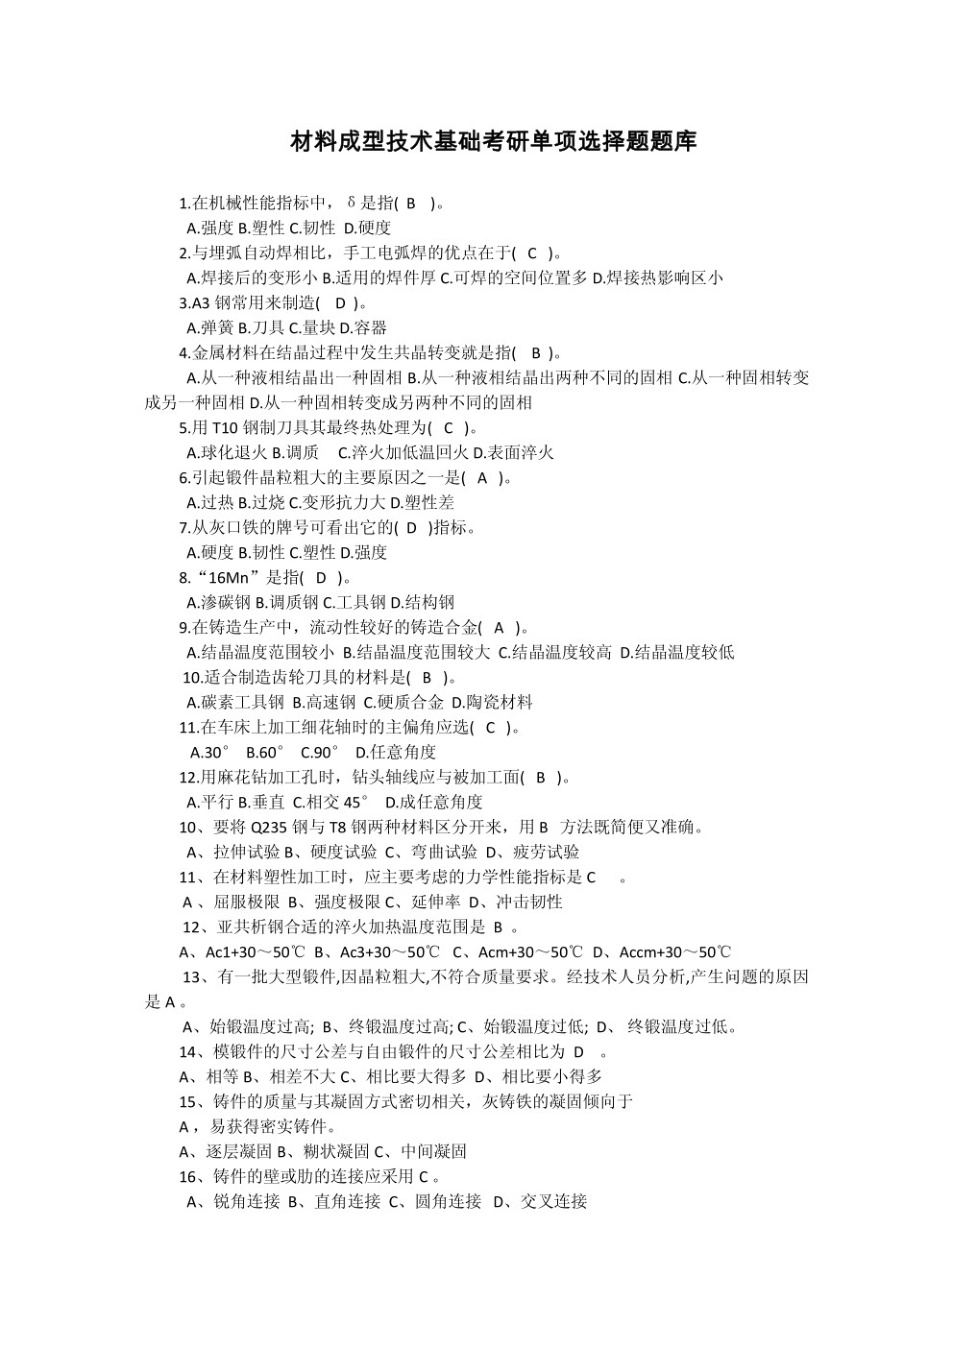 材料成型技术基础考研单项选择题题库
1.在机械性能指标中，δ是指( B )。
A.强度 B.塑性 C.韧性 D.硬度
2.与埋弧自动焊相比，手工电弧焊的优点在于( C )。
A.焊接后的变形小 B.适用的焊件厚 C.可焊的空间位置多 D.焊接热影响区小
3.A3 钢常用来制造( D )。
A.弹簧 B.刀具 C.量块 D.容器
4.金属材料在结晶过程中发生共晶转变就是指( B )。
A.从一种液相结晶出一种固相 B.从一种液相结晶出两种不同的固相 C.从一种固相转变
成另一种固相 D.从一种固相转变成另两种不同的固相
5.用 T10 钢制刀具其最终热处理为( C )。
A.球化退火 B.调质 C.淬火加低温回火 D.表面淬火
6.引起锻件晶粒粗大的主要原因之一是( A )。
A.过热 B.过烧 C.变形抗力大 D.塑性差
7.从灰口铁的牌号可看出它的( D )指标。
A.硬度 B.韧性 C.塑性 D.强度
8.“16Mn”是指( D )。
A.渗碳钢 B.调质钢 C.工具钢 D.结构钢
9.在铸造生产中，流动性较好的铸造合金( A )。
A.结晶温度范围较小 B.结晶温度范围较大 C.结晶温度较高 D.结晶温度较低
10.适合制造齿轮刀具的材料是( B )。
A.碳素工具钢 B.高速钢 C.硬质合金 D.陶瓷材料
11.在车床上加工细花轴时的主偏角应选( C )。
A.30° B.60° C.90° D.任意角度
12.用麻花钻加工孔时，钻头轴线应与被加工面( B )。
A.平行 B.垂直 C.相交 45° D.成任意角度
10、要将 Q235 钢与 T8 钢两种材料区分开来，用 B 方法既简便又准确。
A、拉伸试验 B、硬度试验 C、弯曲试验 D、疲劳试验
11、在材料塑性加工时，应主要考虑的力学性能指标是 C 。
A 、屈服极限 B、强度极限 C、延伸率 D、冲击韧性
12、亚共析钢合适的淬火加热温度范围是 B 。
A、Ac1+30～50℃ B、Ac3+30～50℃ C、Acm+30～50℃ D、Accm+30～50℃
13、有一批大型锻件,因晶粒粗大,不符合质量要求。经技术人员分析,产生问题的原因
是 A 。
A、始锻温度过高; B、终锻温度过高; C、始锻温度过低; D、 终锻温度过低。
14、模锻件的尺寸公差与自由锻件的尺寸公差相比为 D 。
A、相等 B、相差不大 C、相比要大得多 D、相比要小得多
15、铸件的质量与其凝固方式密切相关，灰铸铁的凝固倾向于
A ，易获得密实铸件。
A、逐层凝固 B、糊状凝固 C、中间凝固
16、铸件的壁或肋的连接应采用 C 。
A、锐角连接 B、直角连接 C、圆角连接 D、交叉连接